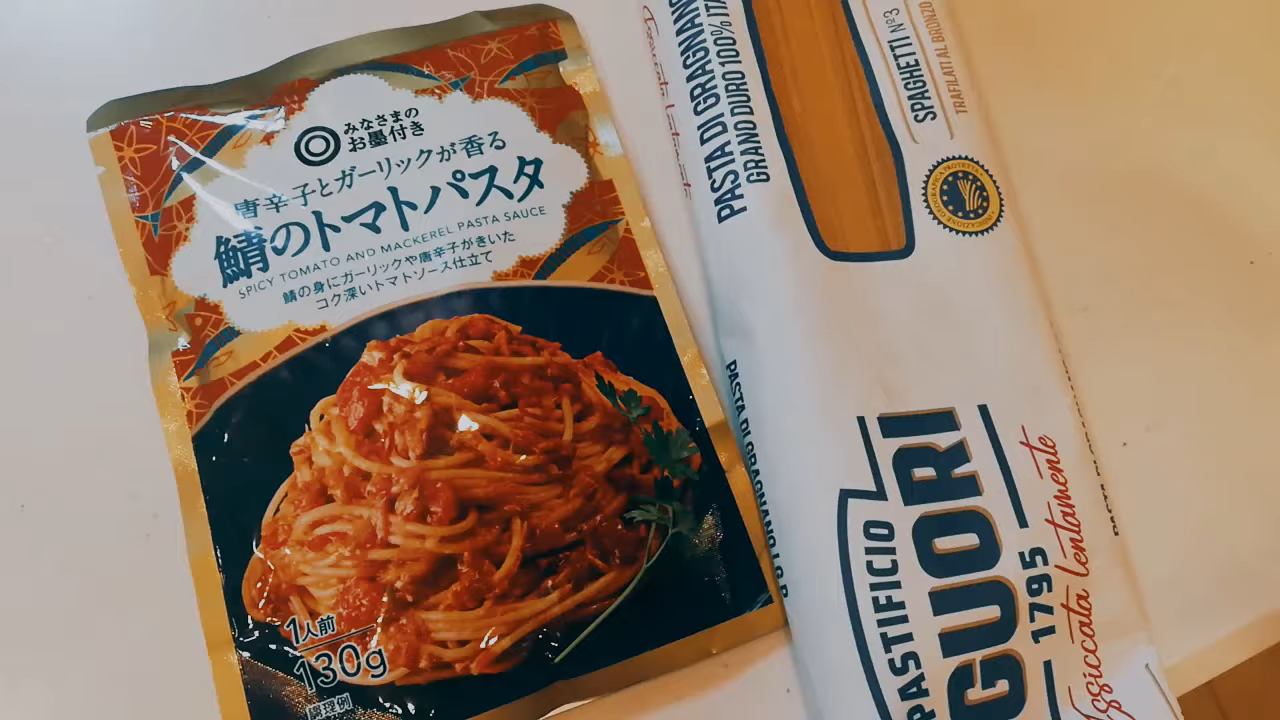 みなさまの
お墨付き
唐辛子とガーリックが香る
鯖のトマトパスタ
SPICY TOMATO AND MACKEREL PASTA SAUCE
鯖の身にガーリックや唐辛子がきいた
コク深いトマトソース仕立て
1人前
130g
調理例
PASTA DI GRAGNANO
GRANO DURO 100%
SPAGHETTI Nº3
TRAFILATI AL BRONZO
PASTA DI GRAGNANO I.G.P.
PASTIFICIO
GUORI
1795
Essiccata lentamente